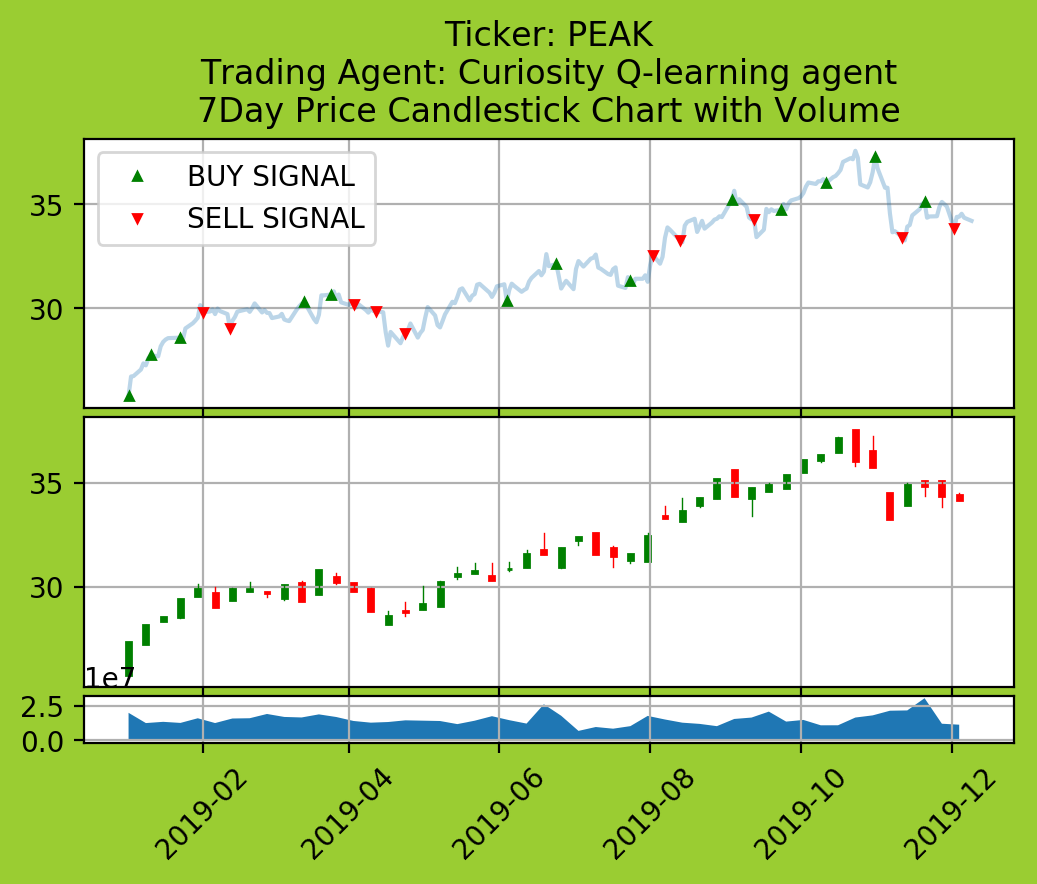 Ticker: PEAK
Trading Agent: Curiosity Q-learning agent
7Day Price Candlestick Chart with Volume
BUY SIGNAL
SELL SIGNAL
35
30
35
30
1e7
2.5
0.0
2019-02
2019-04
2019-06
2019-08
2019-10
2019-12